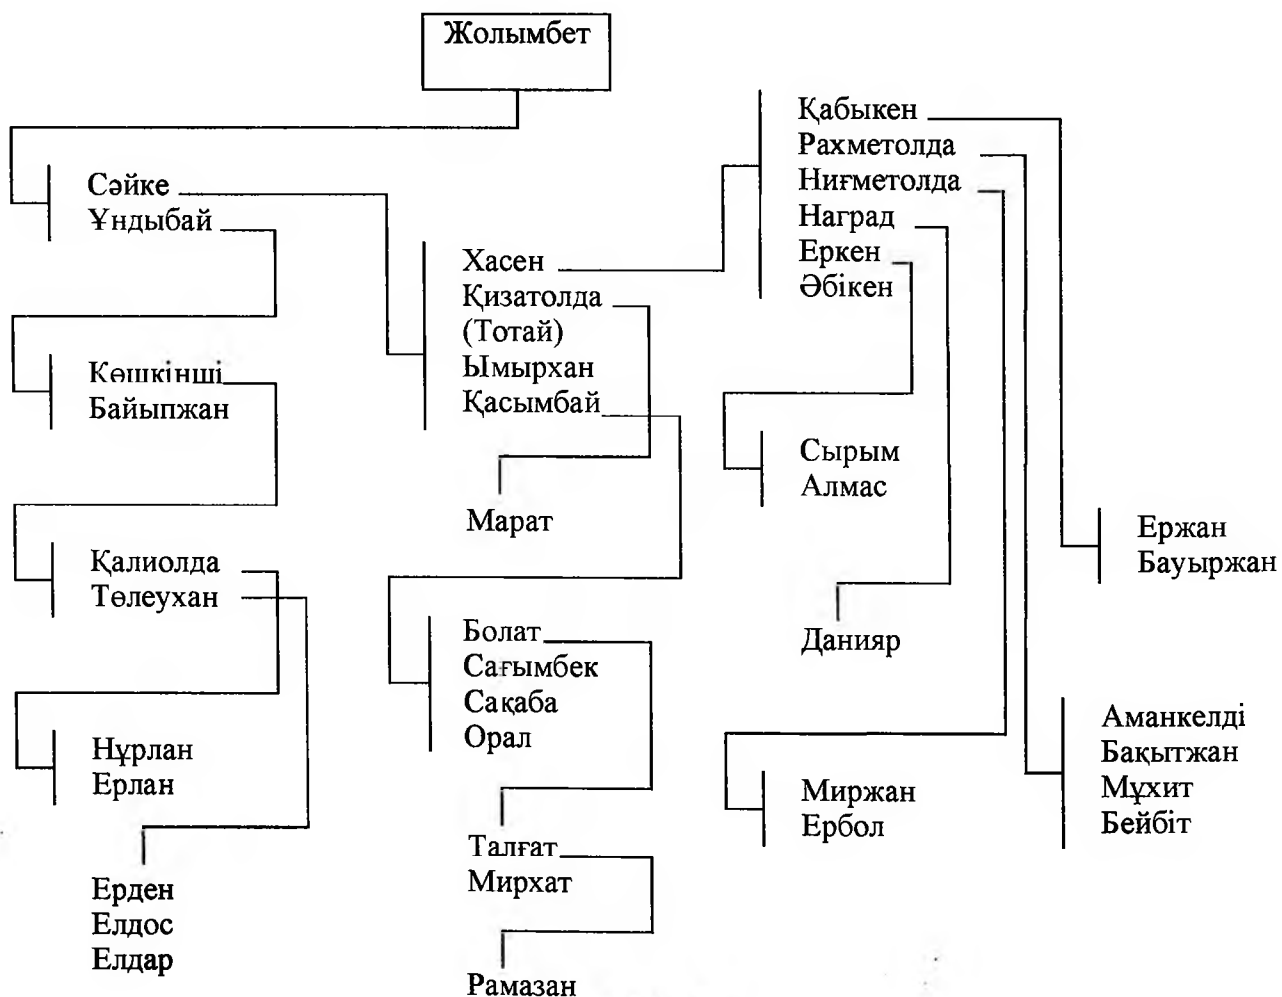 Жолымбет
Сәйке
Ұндыбай
Көшкінші
Байыпжан
Қалиолда
Төлеухан
Нұрлан
Ерлан
Ерден
Елдос
Елдар
Хасен
Қизатолда
(Тотай)
Ымырхан
Қасымбай
Марат
Болат
Сағымбек
Сақаба
Орал
Талғат
Мирхат
Рамазан
Қабыкен
Рахметолда
Ниғметолда
Наград
Еркен
Әбікен
Сырым
Алмас
Данияр
Миржан
Ербол
Ержан
Бауыржан
Аманкелді
Бақытжан
Мұхит
Бейбіт